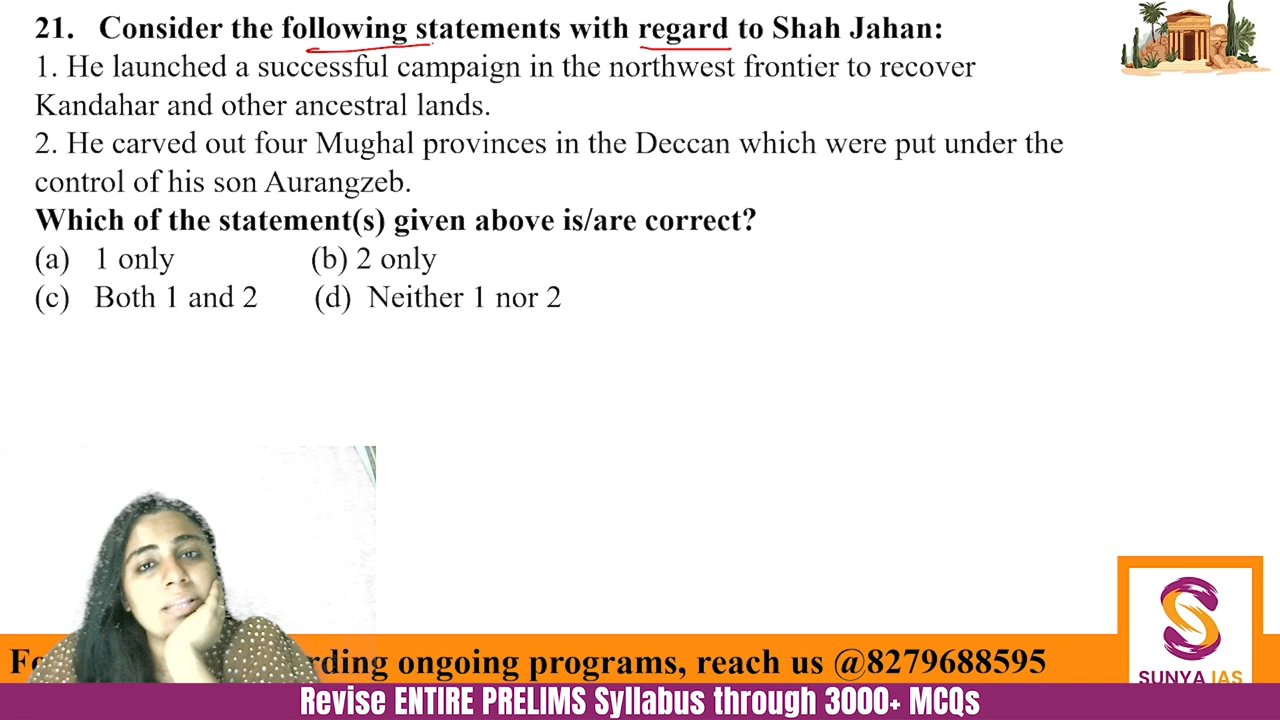 21. Consider the following statements with regard to Shah Jahan:
1. He launched a successful campaign in the northwest frontier to recover
Kandahar and other ancestral lands.
2. He carved out four Mughal provinces in the Deccan which were put under the
control of his son Aurangzeb.
Which of the statement(s) given above is/are correct?
(a) 1 only (b) 2 only
(c) Both 1 and 2 (d) Neither 1 nor 2
ongoing programs, reach us @8279688595
SUNYA IAS
Revise ENTIRE PRELIMS Syllabus through 3000+ MCQs